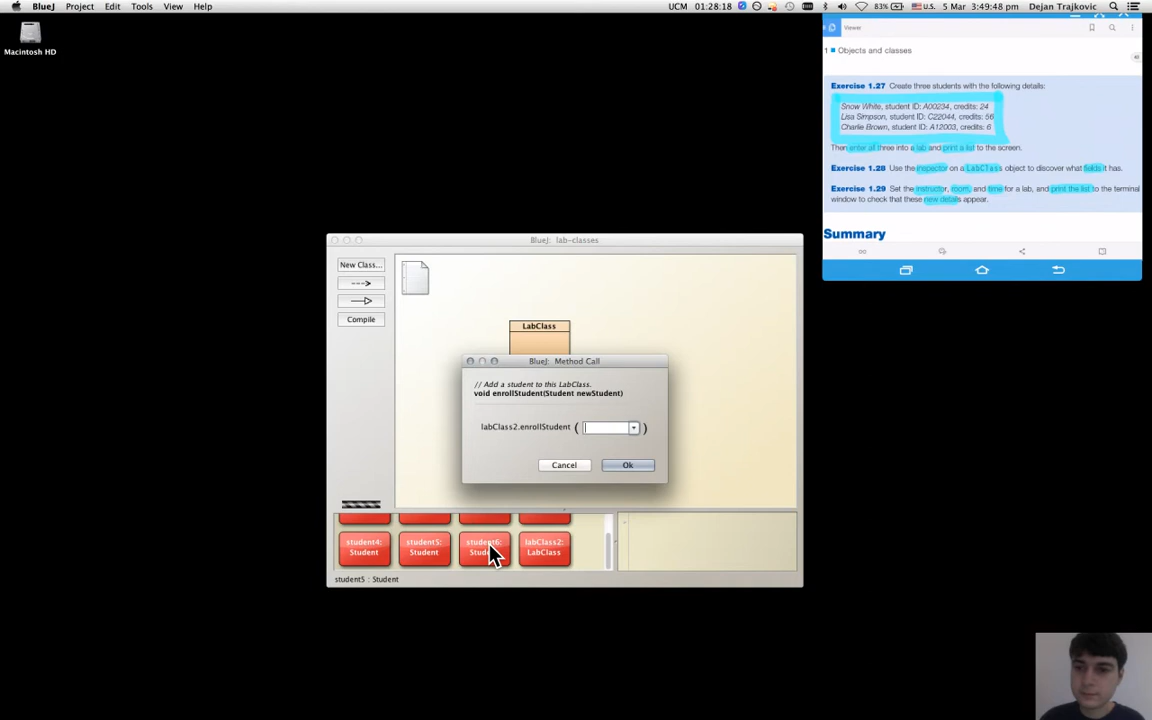 BlueJ Project Edit Tools View Help
UCM 01:28:18 83% U.S. 5 Mar 3:49:48 pm Dejan Trajkovic
Macintosh HD
Viewer
1 Objects and classes
Exercise 1.27 Create three students with the following details:
Snow White, student ID: A00234, credits: 24
Lisa Simpson, student ID: C22044, credits: 56
Charlie Brown, student ID: A12003, credits: 6
Then enter all three into a lab and print a list to the screen.
Exercise 1.28 Use the inspector on a LabClass object to discover what fields it has.
Exercise 1.29 Set the instructor, room, and time for a lab, and print the list to the terminal
window to check that these new details appear.
Summary
BlueJ: lab-classes
New Class...
Compile
LabClass
BlueJ: Method Call
// Add a student to this LabClass.
void enrollStudent(Student newStudent)
labClass2.enrollStudent ( )
Cancel Ok
student4: student5: student6: labClass2:
Student Student LabClass
student5 : Student